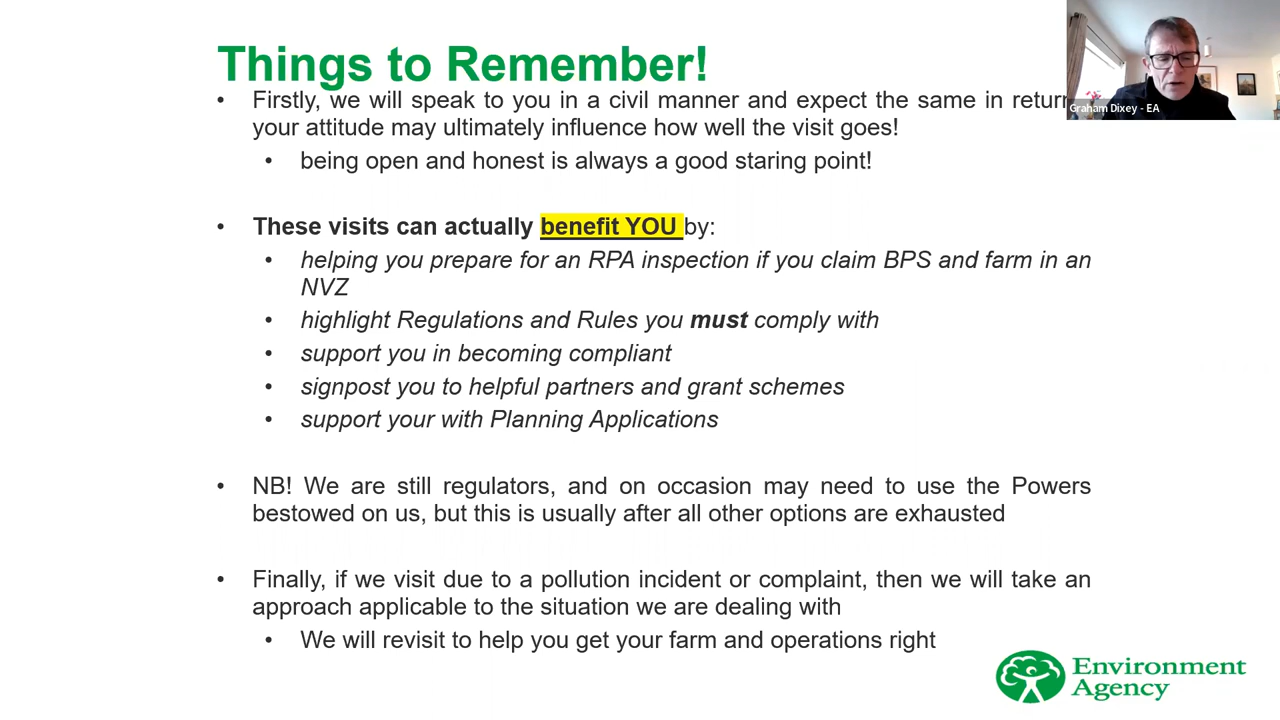 Things to Remember!
• Firstly, we will speak to you in a civil manner and expect the same in return
your attitude may ultimately influence how well the visit goes!
• being open and honest is always a good staring point!
• These visits can actually benefit YOU by:
• helping you prepare for an RPA inspection if you claim BPS and farm in an
NVZ
• highlight Regulations and Rules you must comply with
• support you in becoming compliant
• signpost you to helpful partners and grant schemes
• support your with Planning Applications
• NB! We are still regulators, and on occasion may need to use the Powers
bestowed on us, but this is usually after all other options are exhausted
• Finally, if we visit due to a pollution incident or complaint, then we will take an
approach applicable to the situation we are dealing with
• We will revisit to help you get your farm and operations right
Graham Dixey - EA
Environment
Agency